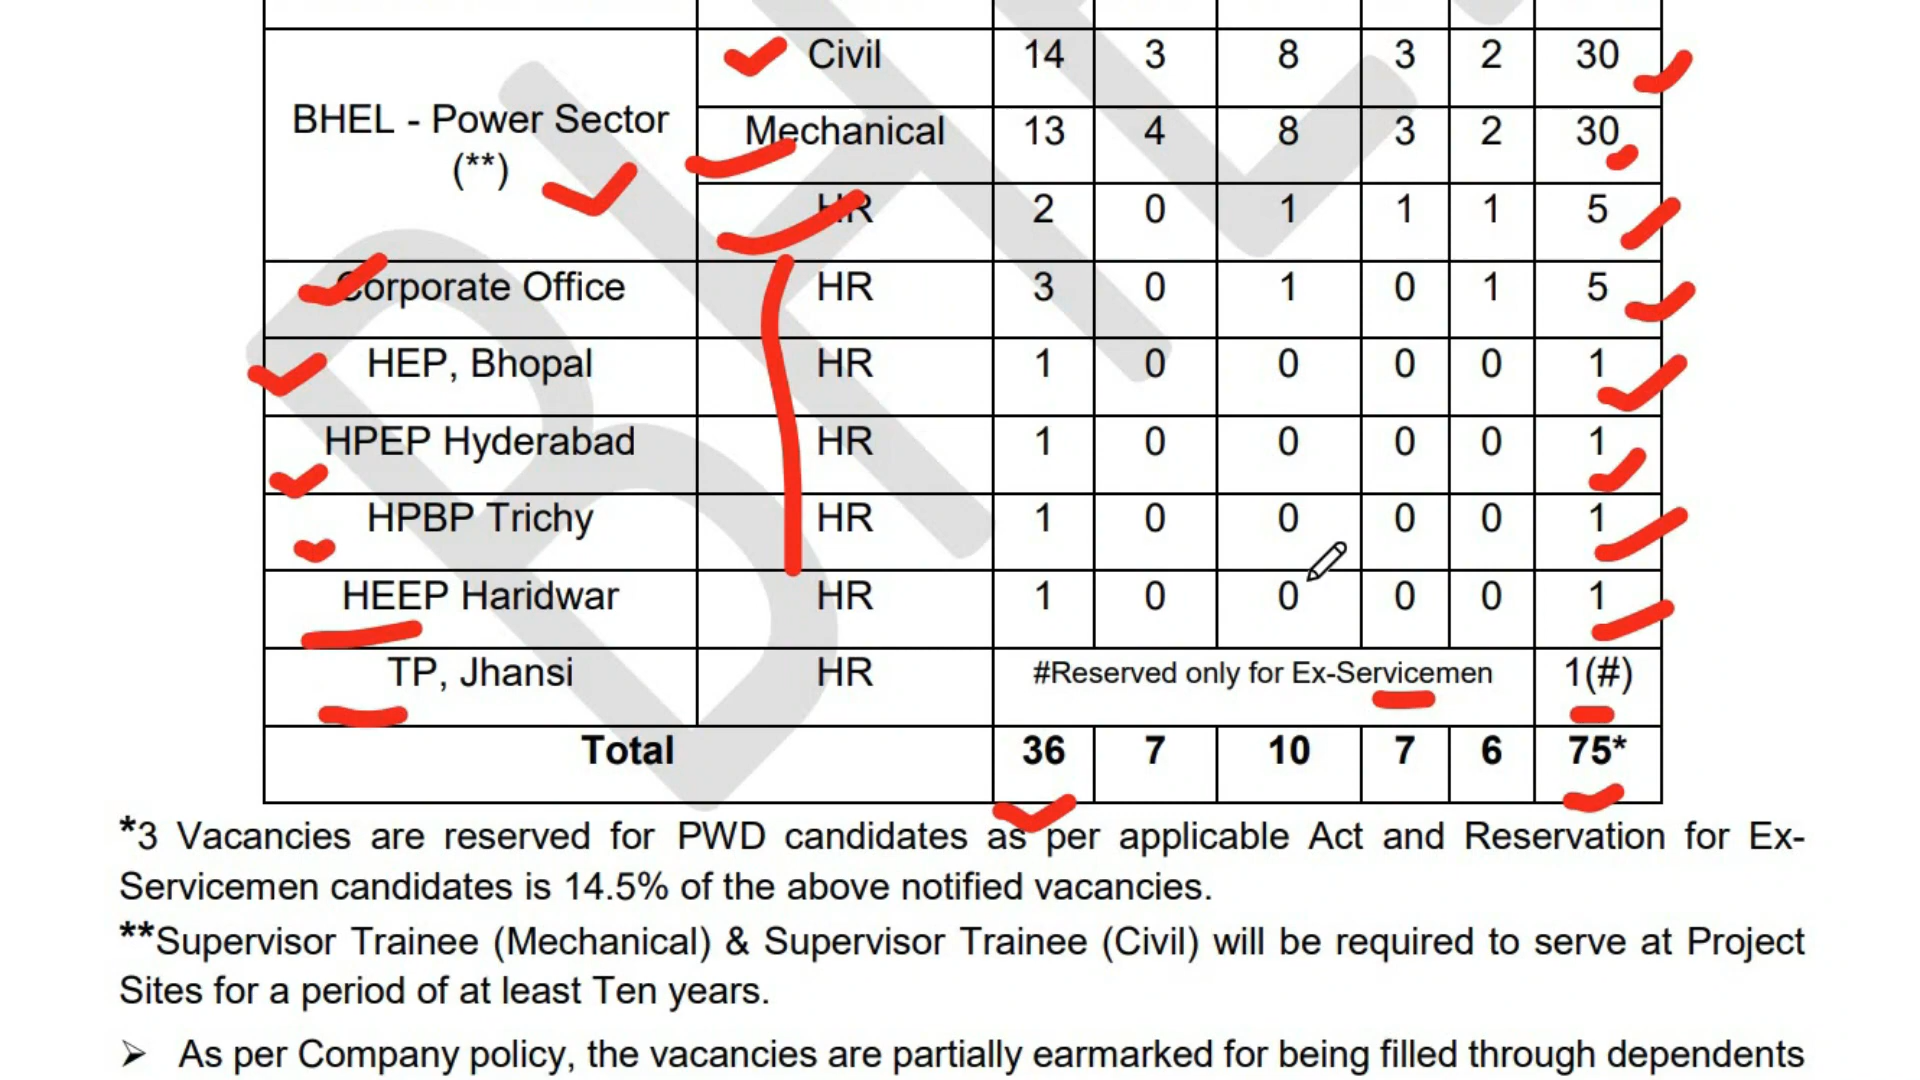 Civil 14 3 8 3 2 30
BHEL - Power Sector
(**)
Mechanical 13 4 8 3 2 30
HR 2 0 1 1 1 5
Corporate Office HR 3 0 1 0 1 5
HEP, Bhopal HR 1 0 0 0 0 1
HPEP Hyderabad HR 1 0 0 0 0 1
HPBP Trichy HR 1 0 0 0 0 1
HEEP Haridwar HR 1 0 0 0 0 1
TP, Jhansi HR #Reserved only for Ex-Servicemen 1(#)
Total 36 7 10 7 6 75*
*3 Vacancies are reserved for PWD candidates as per applicable Act and Reservation for Ex-
Servicemen candidates is 14.5% of the above notified vacancies.
**Supervisor Trainee (Mechanical) & Supervisor Trainee (Civil) will be required to serve at Project
Sites for a period of at least Ten years.
➢ As per Company policy, the vacancies are partially earmarked for being filled through dependents